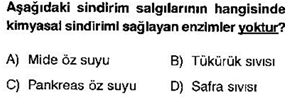 Aşağıdaki sindirim salgılarının hangisinde
kimyasal sindirimi sağlayan enzimler yoktur?
A) Mide öz suyu B) Tükürük sıvısı
C) Pankreas öz suyu D) Safra sıvısı